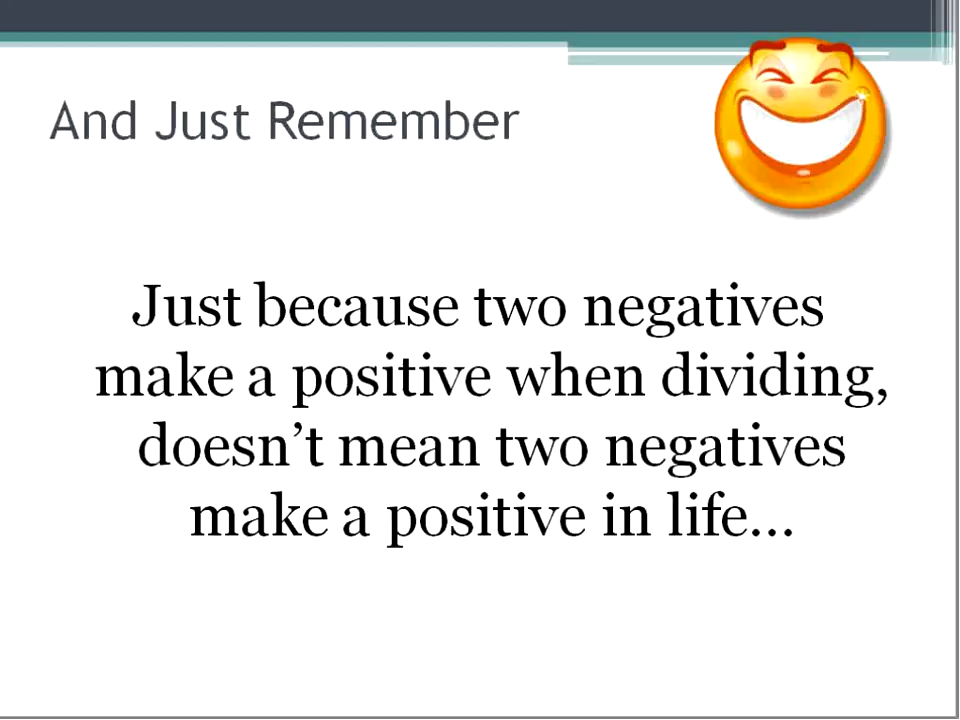 And Just Remember
Just because two negatives
make a positive when dividing,
doesn’t mean two negatives
make a positive in life...